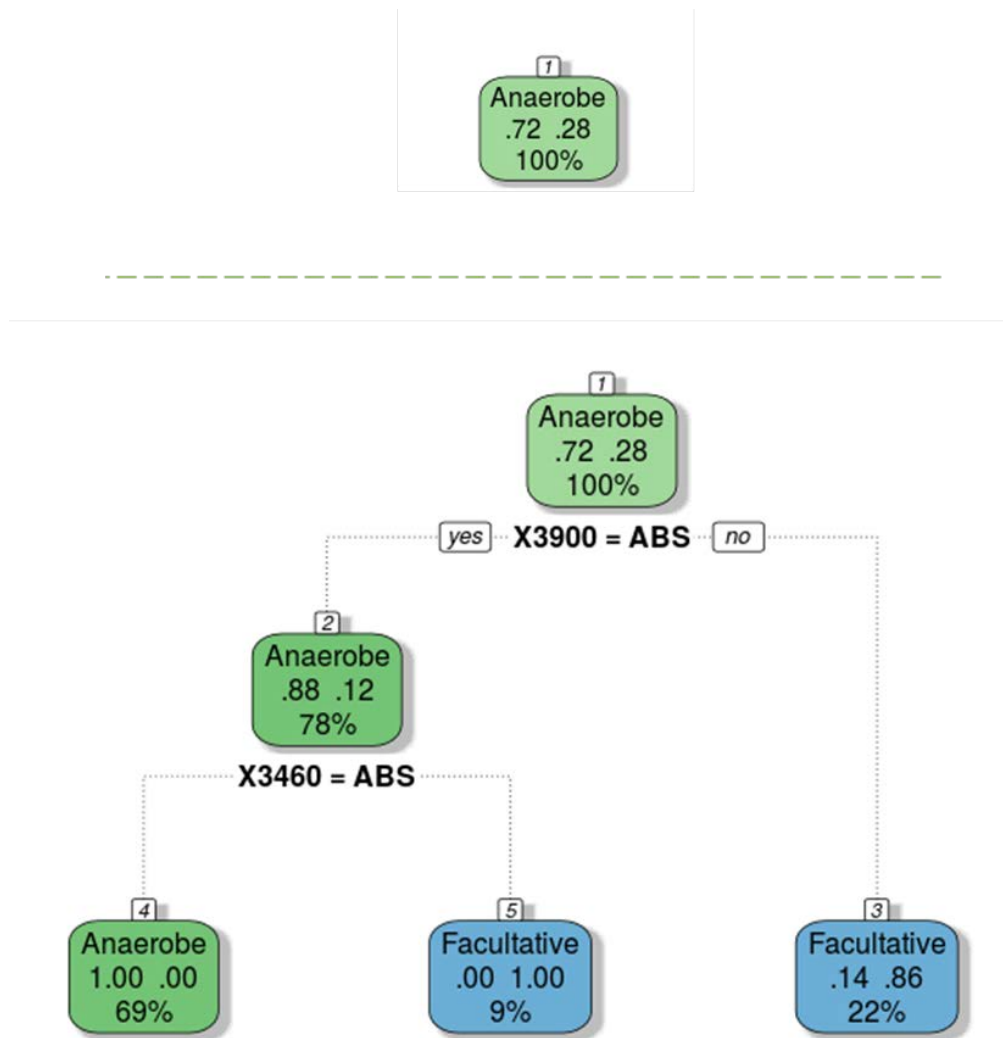 1
Anaerobe
.72 .28
100%
1
Anaerobe
.72 .28
100%
yes X3900 = ABS no
2
Anaerobe
.88 .12
78%
X3460 = ABS
4
Anaerobe
1.00 .00
69%
5
Facultative
.00 1.00
9%
3
Facultative
.14 .86
22%